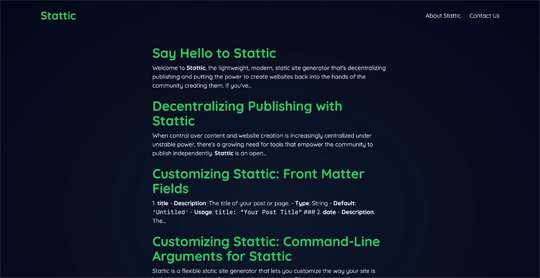 Stattic
About Stattic
Contact Us
Say Hello to Stattic
Welcome to Stattic, the lightweight, modern, static site generator that's decentralizing
publishing and putting the power to create websites back into the hands of the
community creating them. If you've...
Decentralizing Publishing with
Stattic
When control over content and website creation is increasingly centralized under
unstable power, there's a growing need for tools that empower the community to
publish independently. Stattic is an open...
Customizing Stattic: Front Matter
Fields
1. title - Description: The title of your post or page. - Type: String - Default:
'Untitled' - Usage: title: "Your Post Title" ### 2. date - Description:
The...
Customizing Stattic: Command-Line
Arguments for Stattic
Stattic is a flexible static site generator that lets you customize the way your site is